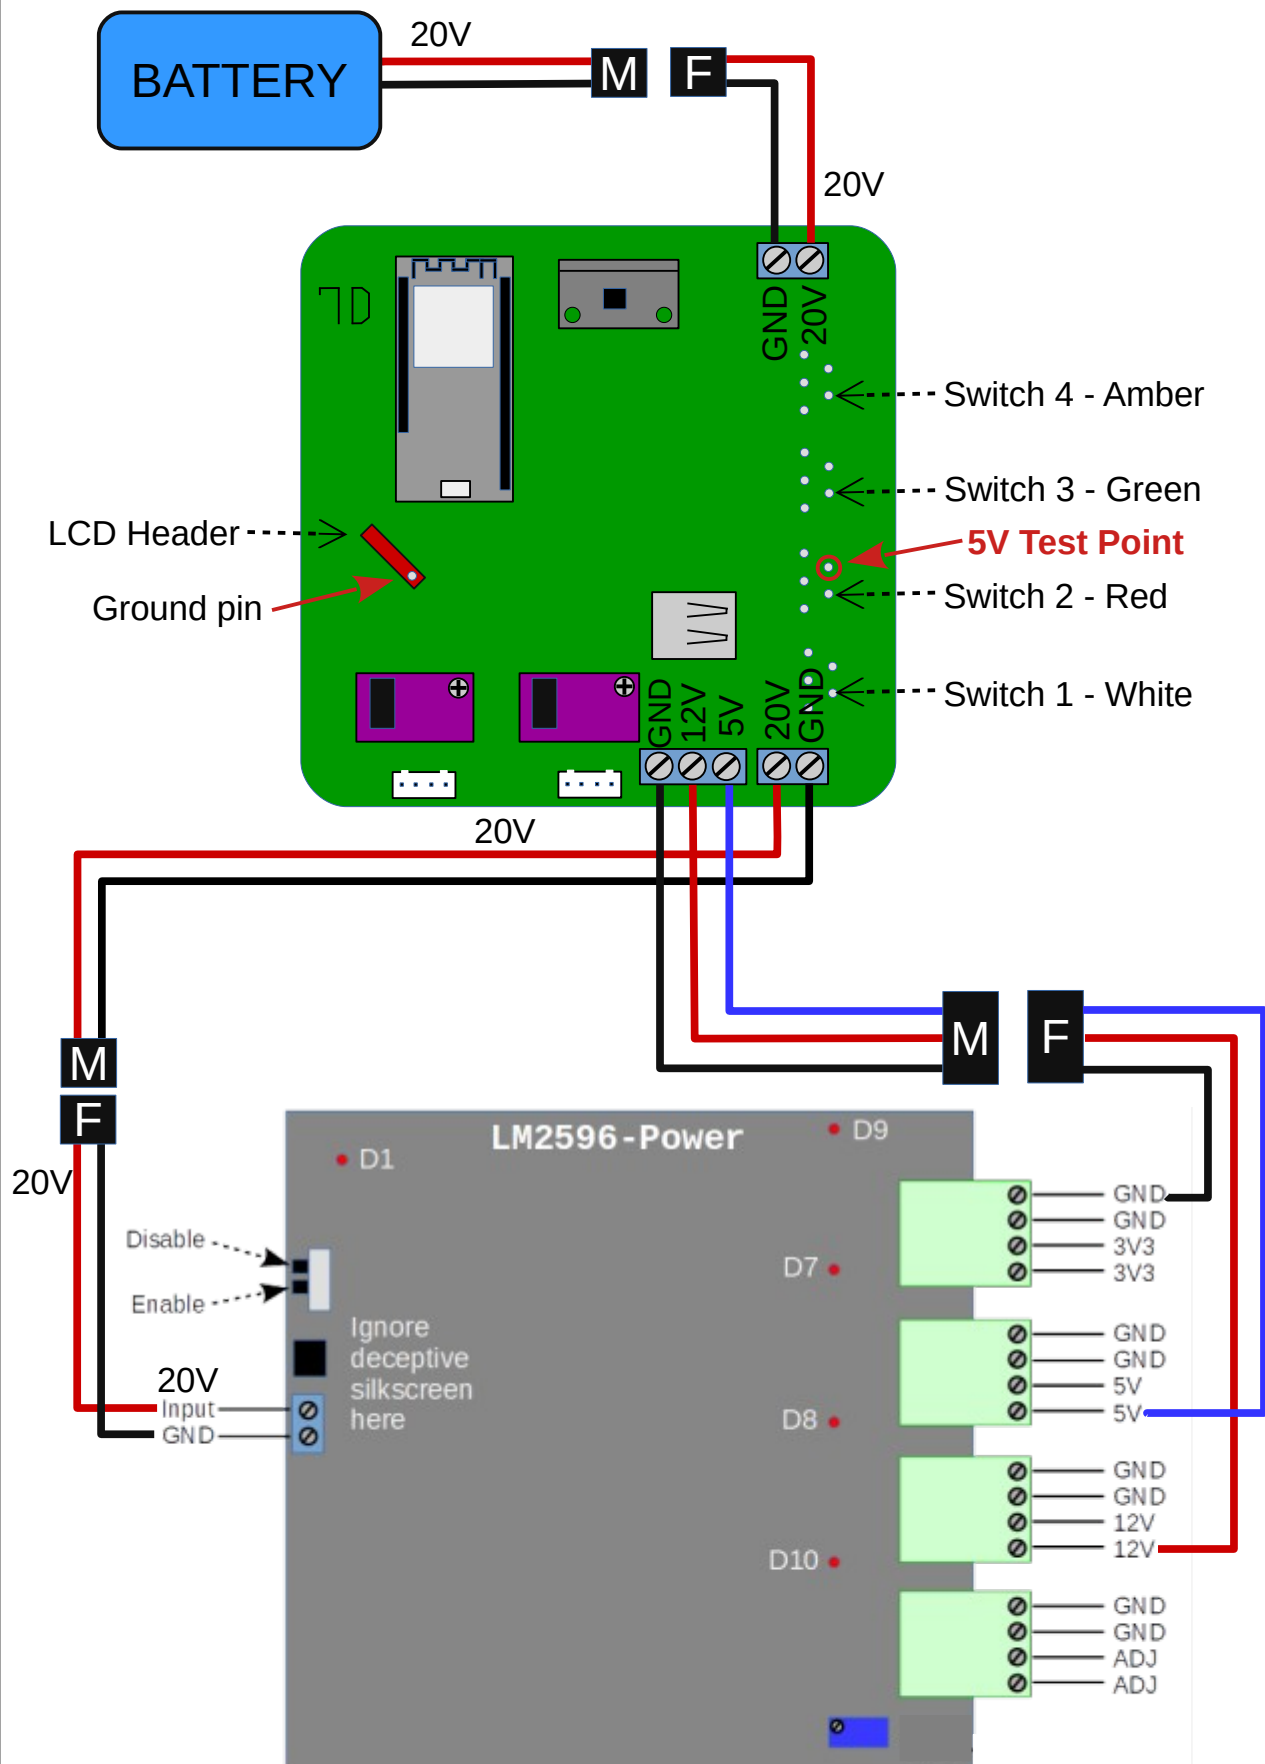 20V
BATTERY
M
F
20V
GND
20V
Switch 4 - Amber
Switch 3 - Green
LCD Header
5V Test Point
Ground pin
Switch 2 - Red
Switch 1 - White
GND
12V
5V
20V
GND
20V
M
F
M
F
LM2596-Power
D9
D1
20V
GND
GND
3V3
3V3
Disable
Enable
D7
Ignore
deceptive
silkscreen
here
GND
GND
5V
5V
20V
Input
GND
D8
GND
GND
12V
12V
D10
GND
GND
ADJ
ADJ